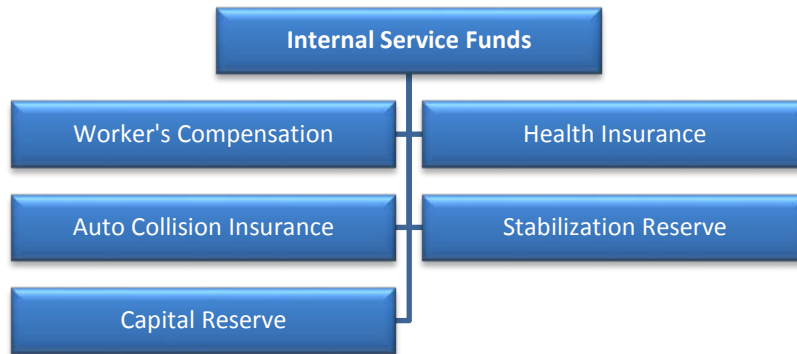 Internal Service Funds
Worker's Compensation
Health Insurance
Auto Collision Insurance
Stabilization Reserve
Capital Reserve